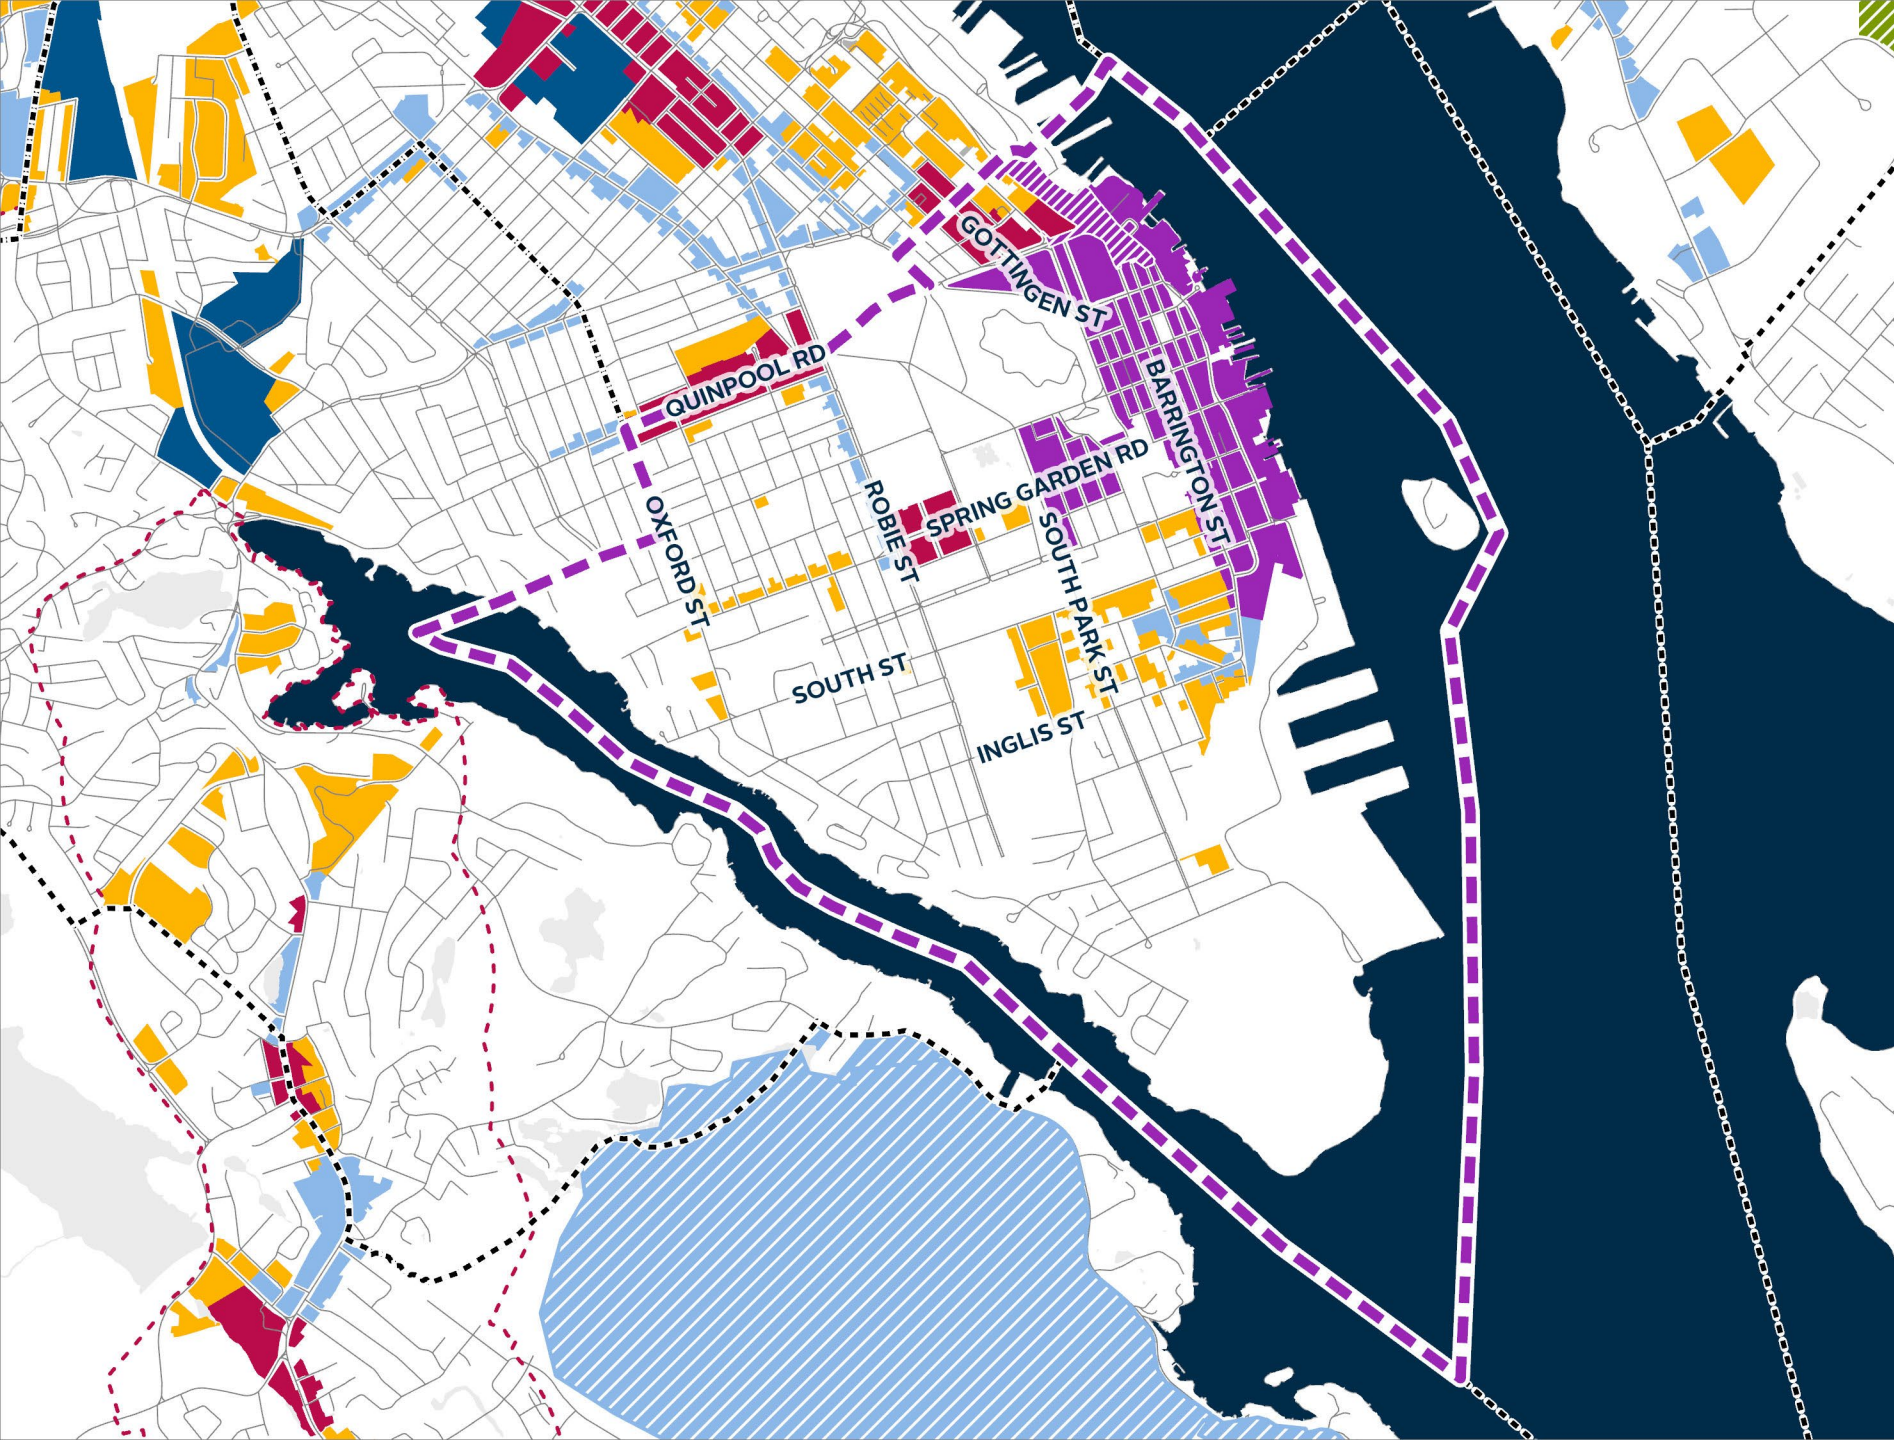 GOTTINGEN ST
QUINPOOL RD
BARRINGTON ST
SPRING GARDEN RD
ROBIE ST
OXFORD ST
SOUTH PARK ST
SOUTH ST
INGLIS ST